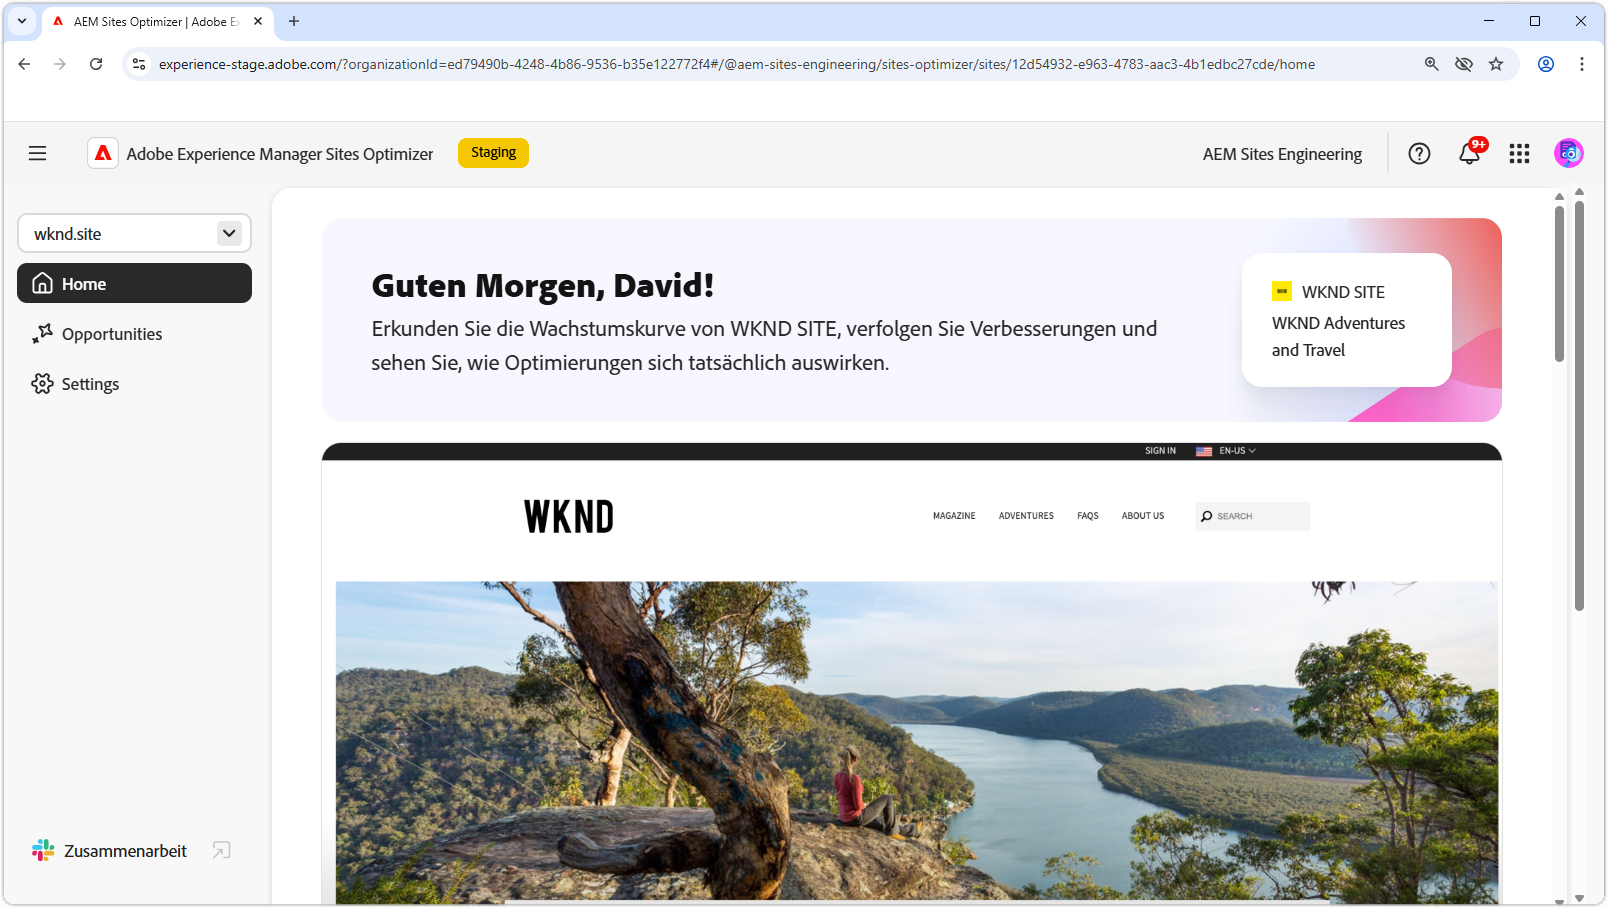 AEM Sites Optimizer | Adobe Ex
experience-stage.adobe.com/?organizationId=ed79490b-4248-4b86-9536-b35e122772f4#/@aem-sites-engineering/sites-optimizer/sites/12d54932-e963-4783-aac3-4b1edbc27cde/home
Adobe Experience Manager Sites Optimizer
Staging
AEM Sites Engineering
9+
wknd.site
Home
Opportunities
Settings
Zusammenarbeit
Guten Morgen, David!
Erkunden Sie die Wachstumskurve von WKND SITE, verfolgen Sie Verbesserungen und
sehen Sie, wie Optimierungen sich tatsächlich auswirken.
WKND SITE
WKND Adventures
and Travel
SIGN IN
EN-US
WKND
MAGAZINE
ADVENTURES
FAQS
ABOUT US
SEARCH